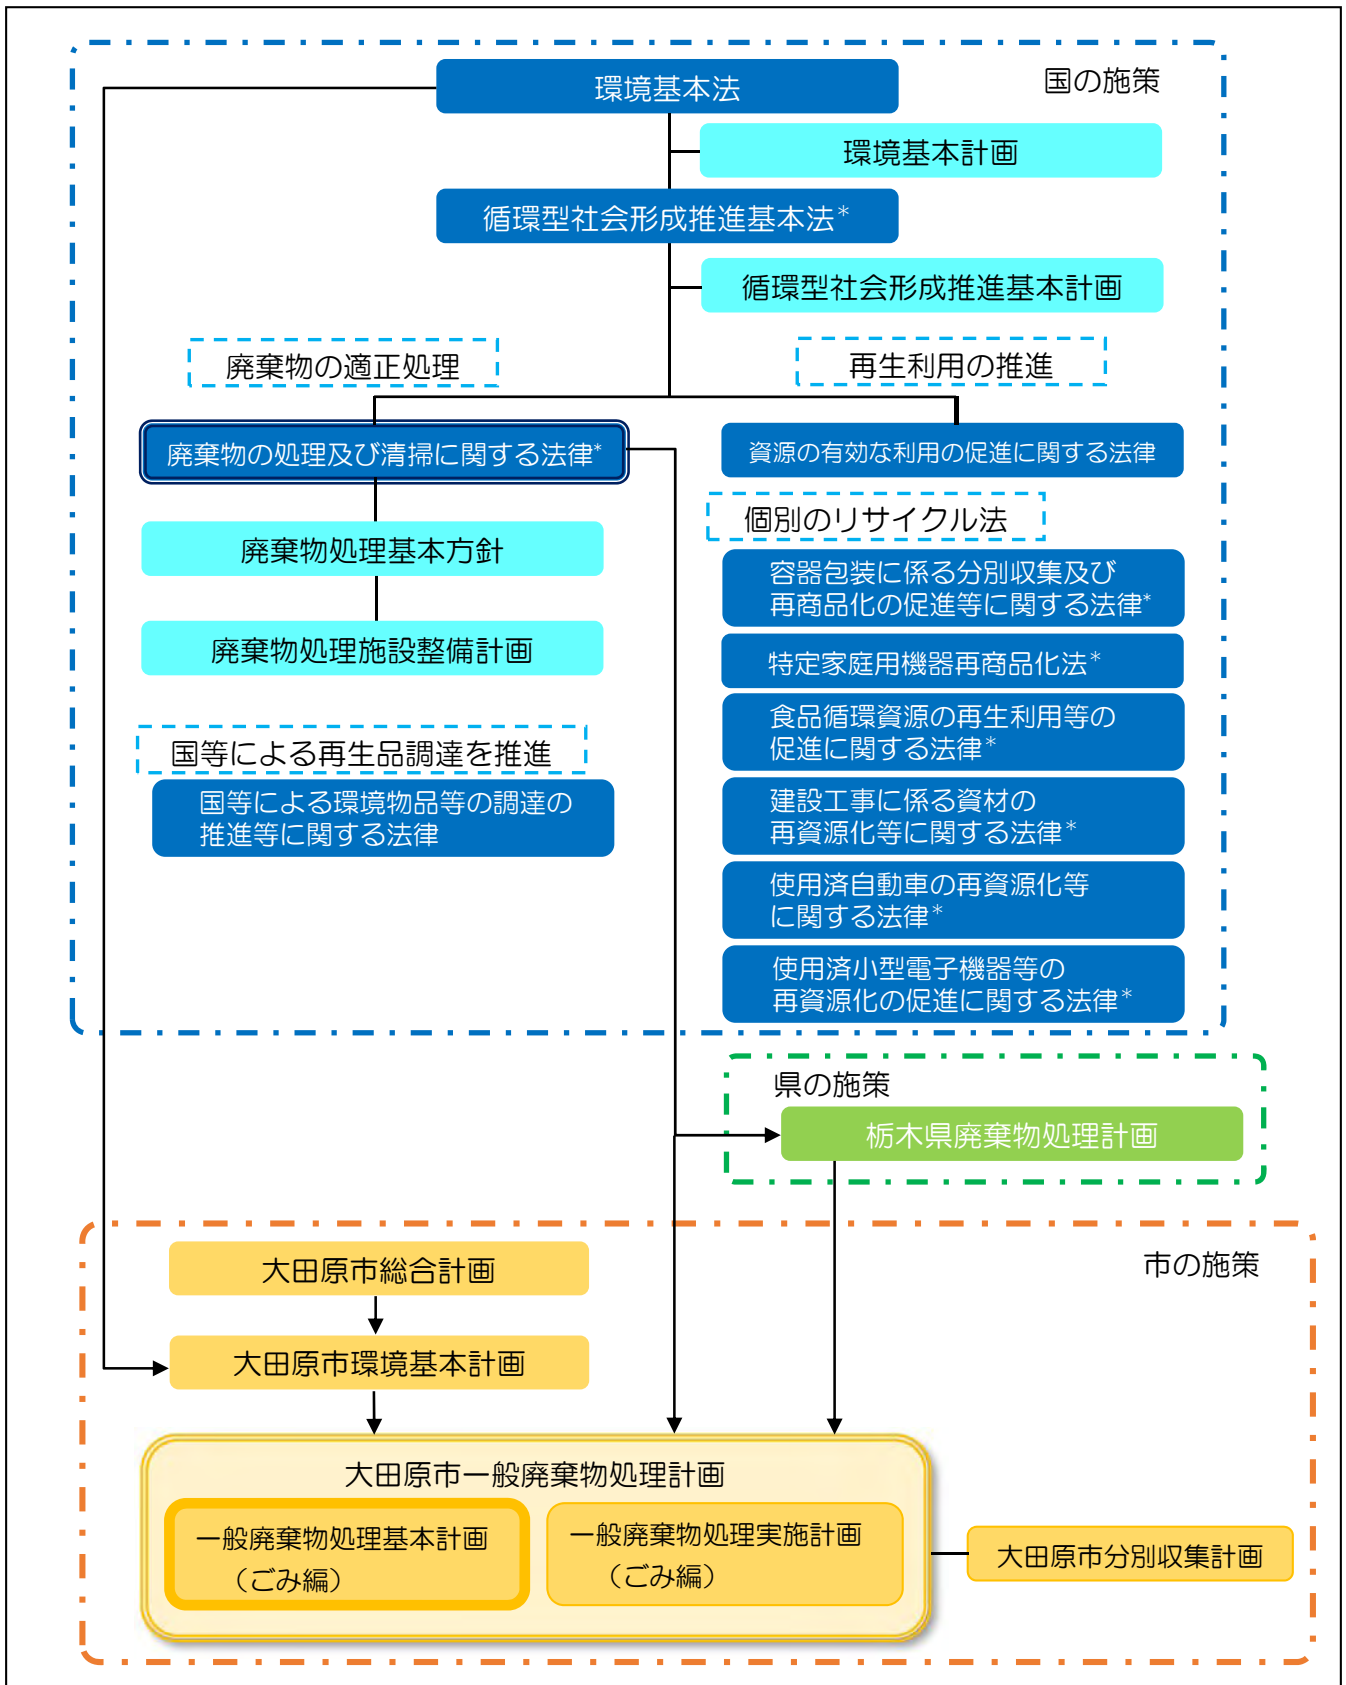 国の施策
環境基本法
環境基本計画
循環型社会形成推進基本法*
循環型社会形成推進基本計画
廃棄物の適正処理
再生利用の推進
廃棄物の処理及び清掃に関する法律*
資源の有効な利用の促進に関する法律
個別のリサイクル法
廃棄物処理基本方針
容器包装に係る分別収集及び
再商品化の促進等に関する法律*
廃棄物処理施設整備計画
特定家庭用機器再商品化法*
食品循環資源の再生利用等の
促進に関する法律*
国等による再生品調達を推進
国等による環境物品等の調達の
推進等に関する法律
建設工事に係る資材の
再資源化等に関する法律*
使用済自動車の再資源化等
に関する法律*
使用済小型電子機器等の
再資源化の促進に関する法律*
県の施策
栃木県廃棄物処理計画
市の施策
大田原市総合計画
大田原市環境基本計画
大田原市一般廃棄物処理計画
一般廃棄物処理基本計画
（ごみ編）
一般廃棄物処理実施計画
（ごみ編）
大田原市分別収集計画